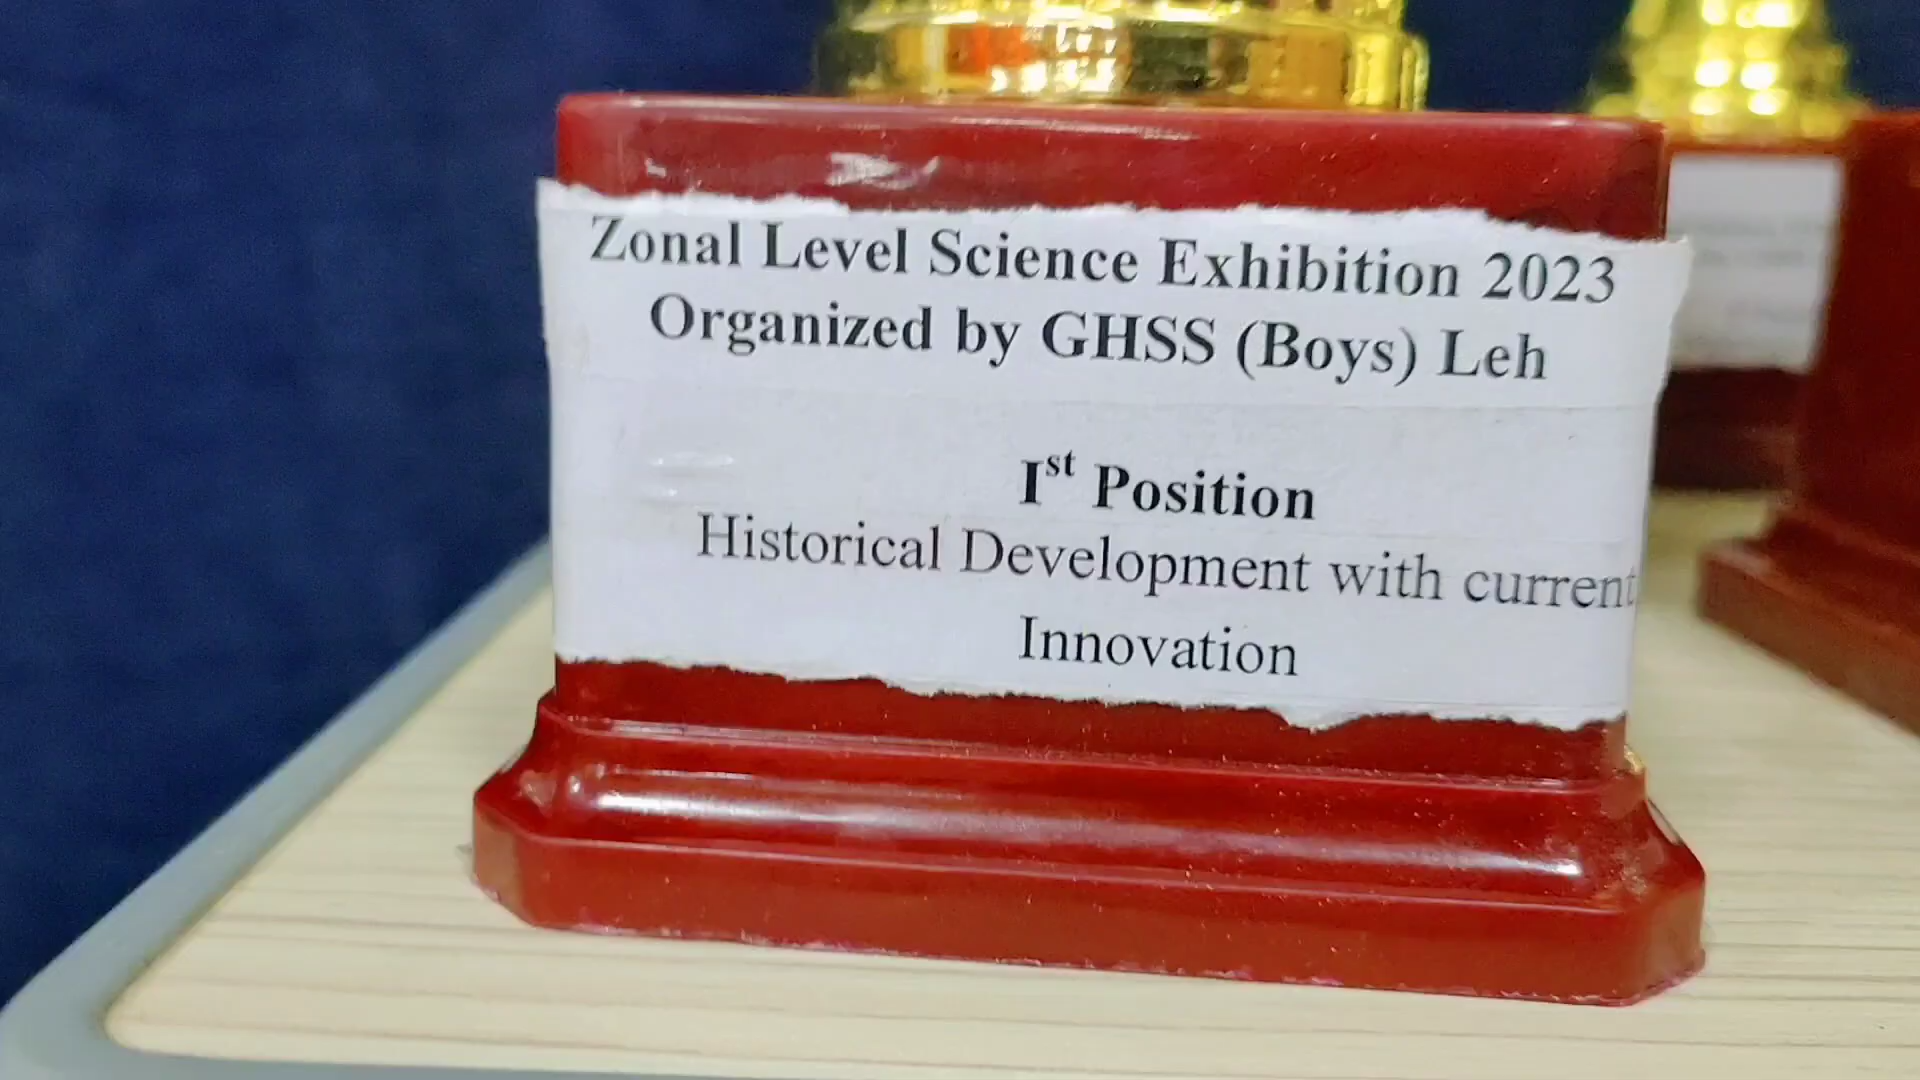 Zonal Level Science Exhibition 2023
Organized by GHSS (Boys) Leh
Ist Position
Historical Development with current
Innovation